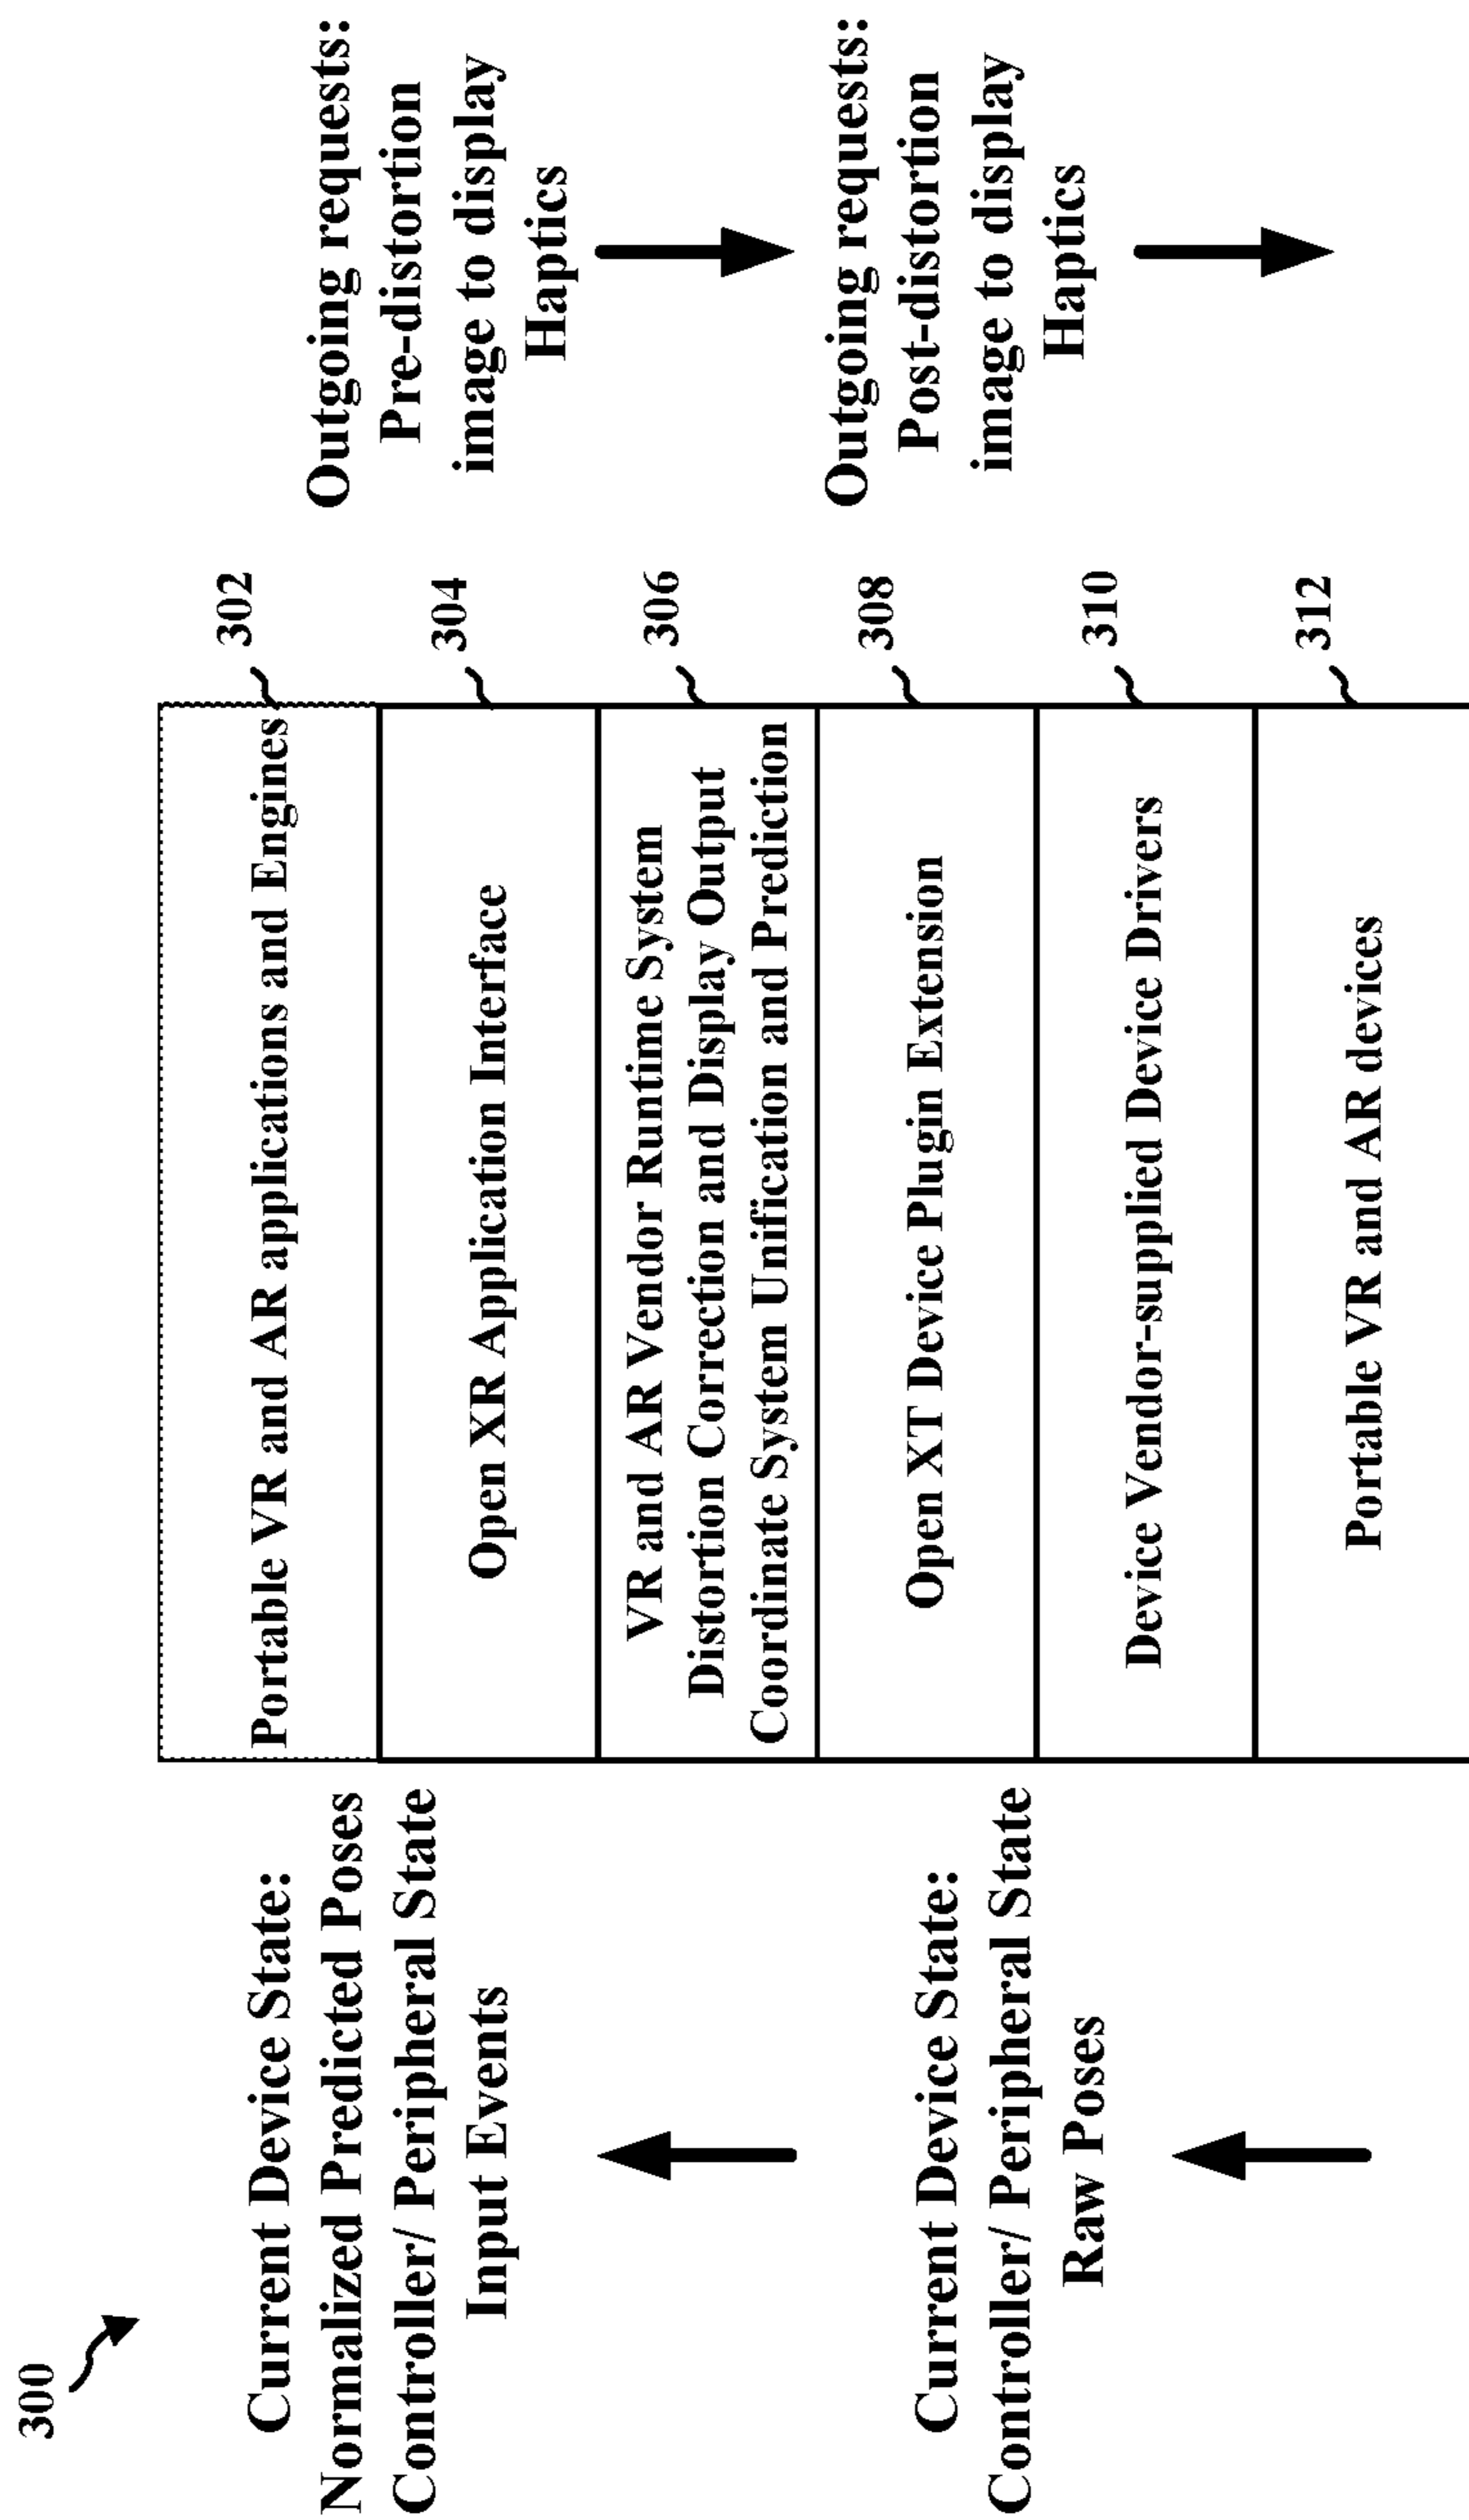 300
Current Device State:
Normalized Predicted Poses
Controller/ Peripheral State
Input Events
Current Device State:
Controller/ Peripheral State
Raw Poses
Portable VR and AR applications and Engines
Open XR Application Interface
VR and AR Vendor Runtime System
Distortion Correction and Display Output
Coordinate System Unification and Prediction
Open XT Device Plugin Extension
Device Vendor-supplied Device Drivers
Portable VR and AR devices
302
304
306
308
310
312
Outgoing requests:
Pre-distortion
image to display
Haptics
Outgoing requests:
Post-distortion
image to display
Haptics